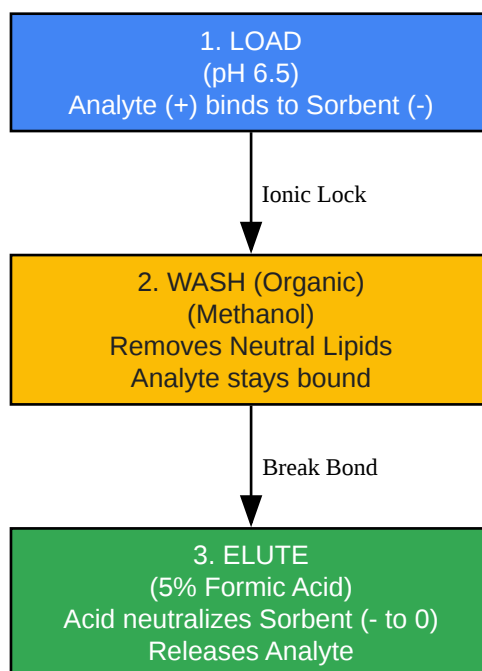 1. LOAD
(pH 6.5)
Analyte (+) binds to Sorbent (-)
Ionic Lock
2. WASH (Organic)
(Methanol)
Removes Neutral Lipids
Analyte stays bound
Break Bond
3. ELUTE
(5% Formic Acid)
Acid neutralizes Sorbent (- to 0)
Releases Analyte